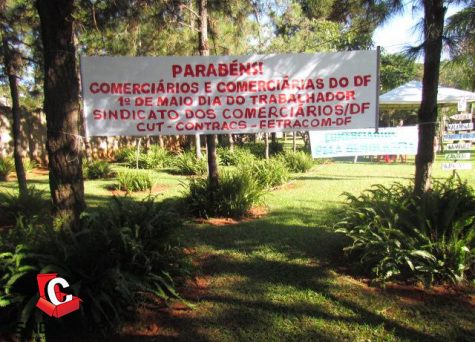 PARABÉNS!
COMERCIÁRIOS E COMERCIÁRIAS DO DF
1º DE MAIO DIA DO TRABALHADOR
SINDICATO DOS COMERCIÁRIOS/DF
CUT - CONTRACS - FETRACOM-DF
C